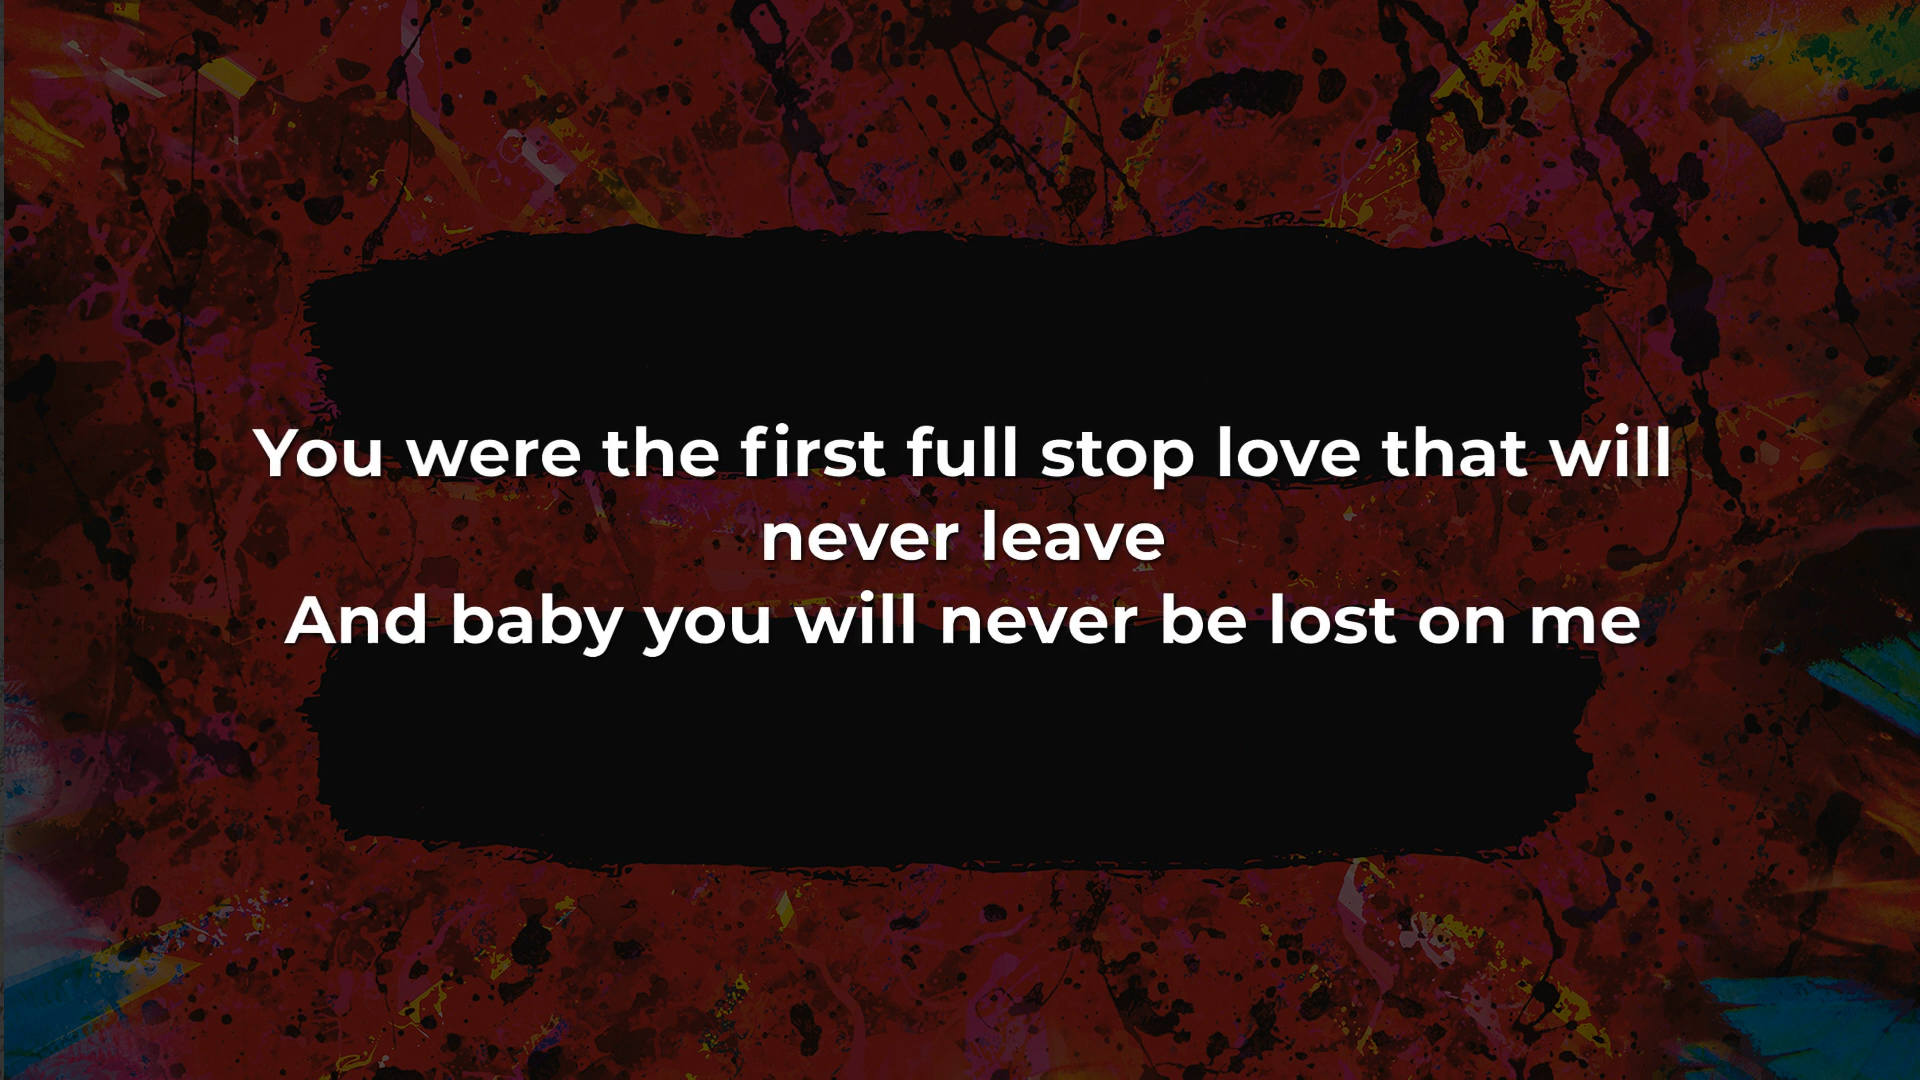 You were the first full stop love that will
never leave
And baby you will never be lost on me